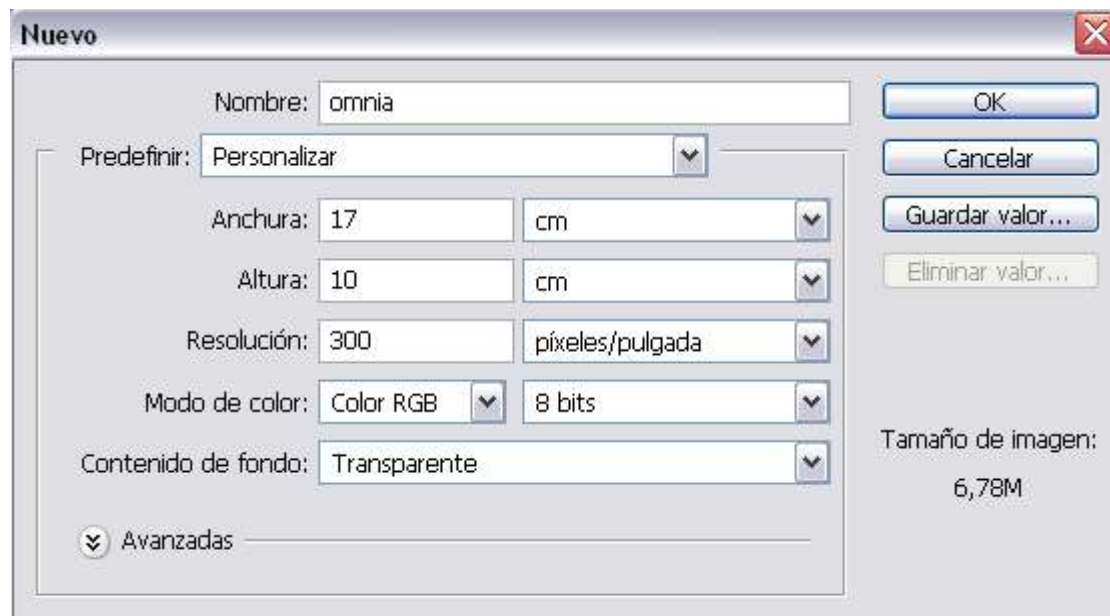 Nuevo
Nombre: omnia
OK
Predefinir: Personalizar
Cancelar
Anchura: 17 cm
Guardar valor...
Altura: 10 cm
Eliminar valor...
Resolución: 300 píxeles/pulgada
Modo de color: Color RGB 8 bits
Contenido de fondo: Transparente
Tamaño de imagen:
6,78M
Avanzadas